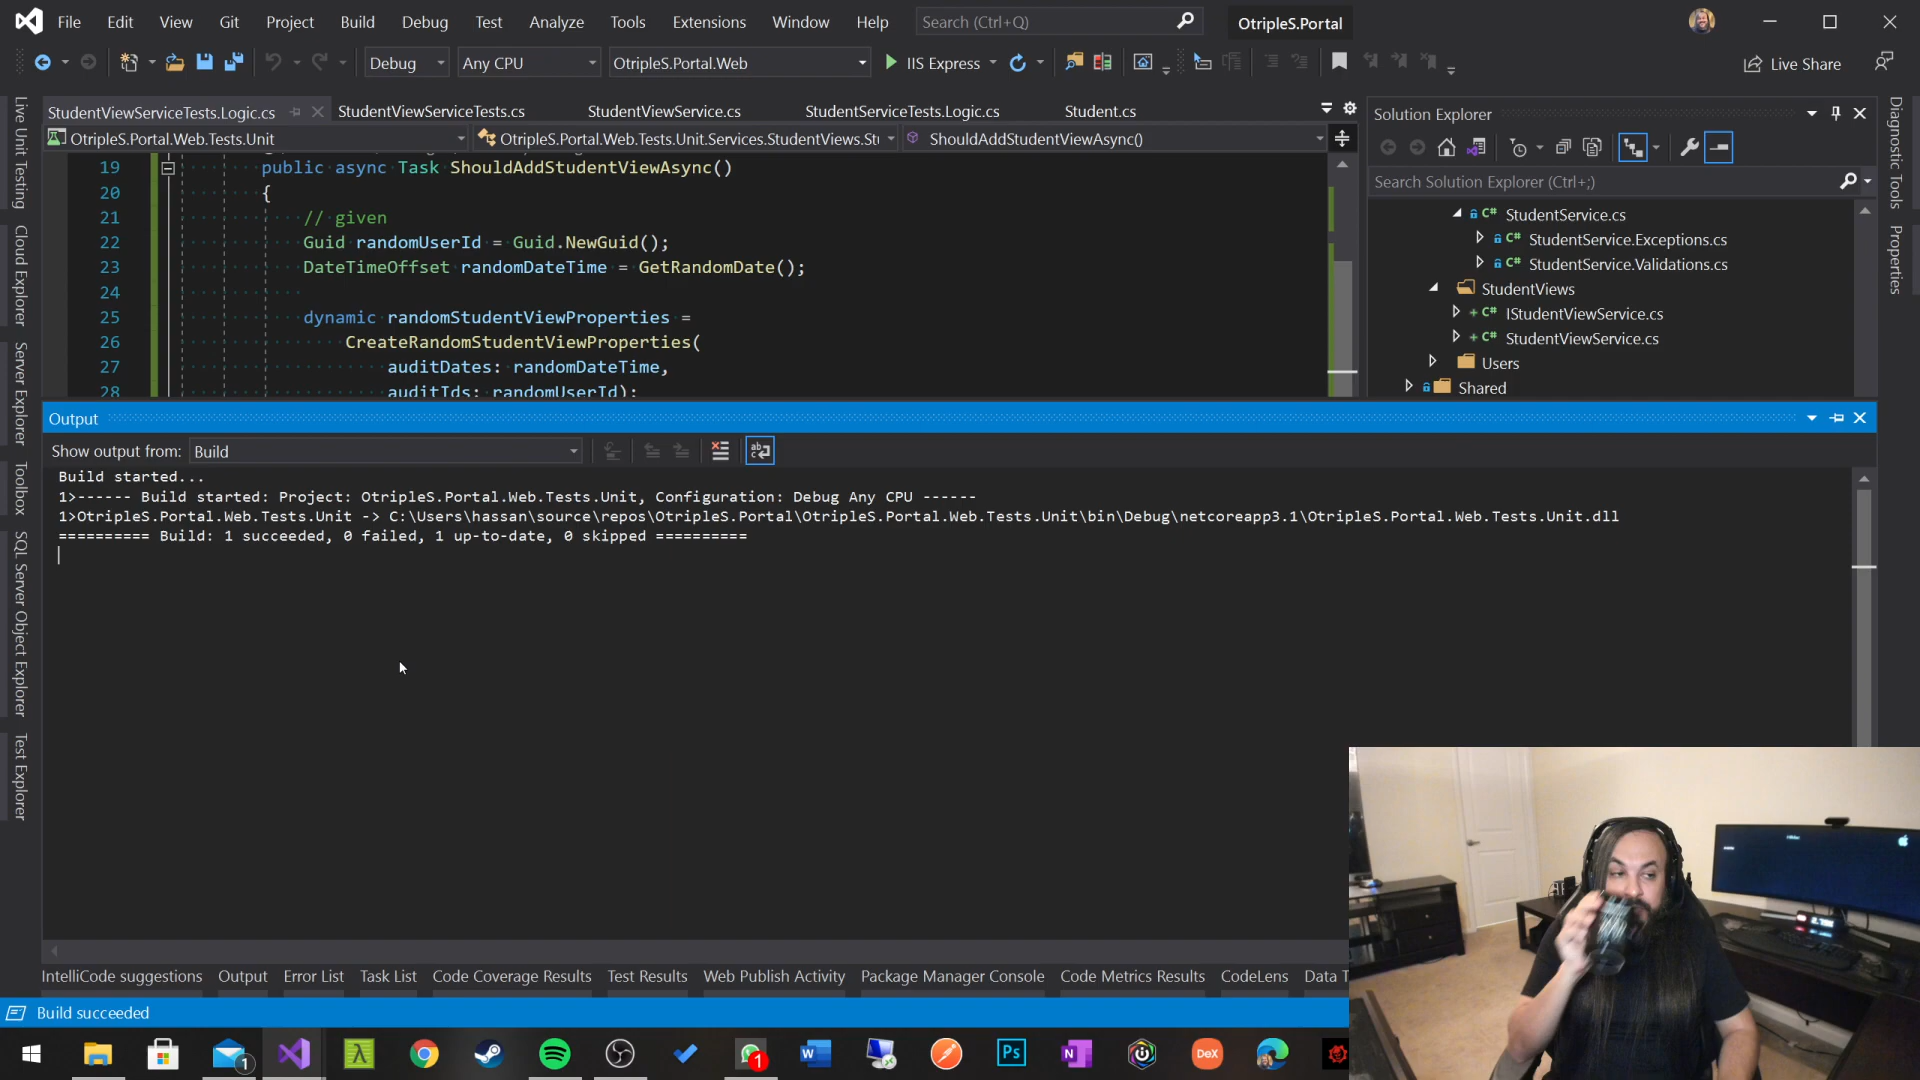 File Edit View Git Project Build Debug Test Analyze Tools Extensions Window Help Search (Ctrl+Q) OtripleS.Portal
Debug Any CPU OtripleS.Portal.Web IIS Express Live Share
StudentViewServiceTests.Logic.cs StudentViewServiceTests.cs StudentViewService.cs StudentServiceTests.Logic.cs Student.cs
OtripleS.Portal.Web.Tests.Unit OtripleS.Portal.Web.Tests.Unit.Services.StudentViews.Stu ShouldAddStudentViewAsync()
19 public async Task ShouldAddStudentViewAsync()
20 {
21 // given
22 Guid randomUserId = Guid.NewGuid();
23 DateTimeOffset randomDateTime = GetRandomDate();
24
25 dynamic randomStudentViewProperties =
26 CreateRandomStudentViewProperties(
27 auditDates: randomDateTime,
28 auditIds: randomUserId);
Live Unit Testing
Cloud Explorer
Server Explorer
Toolbox
SQL Server Object Explorer
Test Explorer
Solution Explorer
Search Solution Explorer (Ctrl+;)
C# StudentService.cs
C# StudentService.Exceptions.cs
C# StudentService.Validations.cs
StudentViews
C# IStudentViewService.cs
C# StudentViewService.cs
Users
Shared
Diagnostic Tools
Properties
Output
Show output from: Build
Build started...
1>------ Build started: Project: OtripleS.Portal.Web.Tests.Unit, Configuration: Debug Any CPU ------
1>OtripleS.Portal.Web.Tests.Unit -> C:\Users\hassan\source\repos\OtripleS.Portal\OtripleS.Portal.Web.Tests.Unit\bin\Debug\netcoreapp3.1\OtripleS.Portal.Web.Tests.Unit.dll
========== Build: 1 succeeded, 0 failed, 1 up-to-date, 0 skipped ==========
IntelliCode suggestions Output Error List Task List Code Coverage Results Test Results Web Publish Activity Package Manager Console Code Metrics Results CodeLens Data T
Build succeeded
1 λ 1 W Ps N DeX